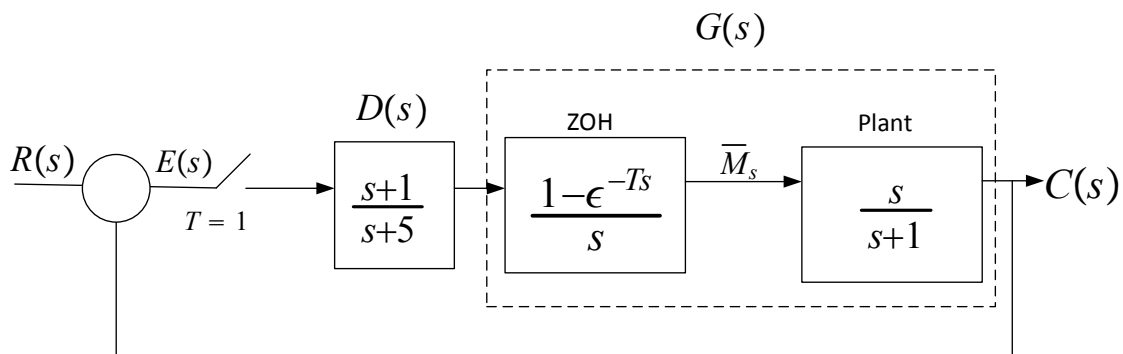 G(s)
D(s)
ZOH
Plant
R(s)
E(s)
T = 1
s+1
s+5
1−ϵ^{−Ts}
s
M̅_s
s
s+1
C(s)